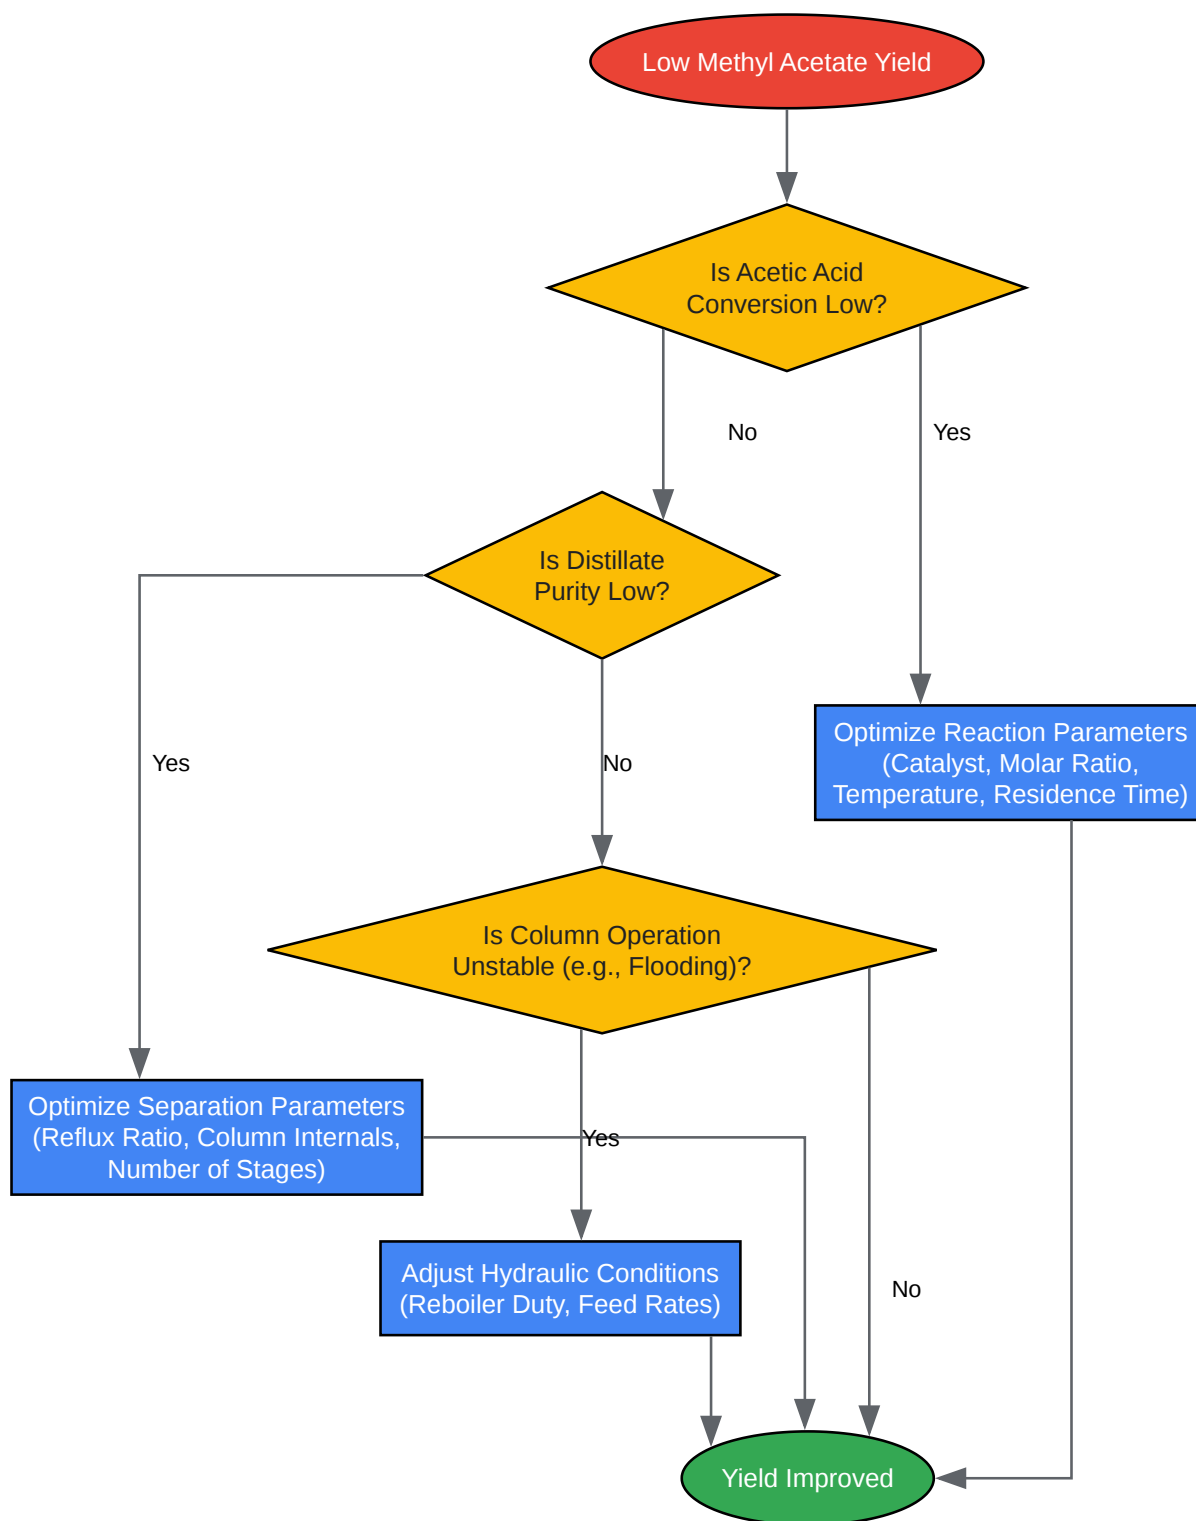 Low Methyl Acetate Yield
Is Acetic Acid
Conversion Low?
No
Yes
Is Distillate
Purity Low?
Yes
No
Optimize Reaction Parameters
(Catalyst, Molar Ratio,
Temperature, Residence Time)
Is Column Operation
Unstable (e.g., Flooding)?
Optimize Separation Parameters
(Reflux Ratio, Column Internals,
Number of Stages)
Yes
Adjust Hydraulic Conditions
(Reboiler Duty, Feed Rates)
No
Yield Improved